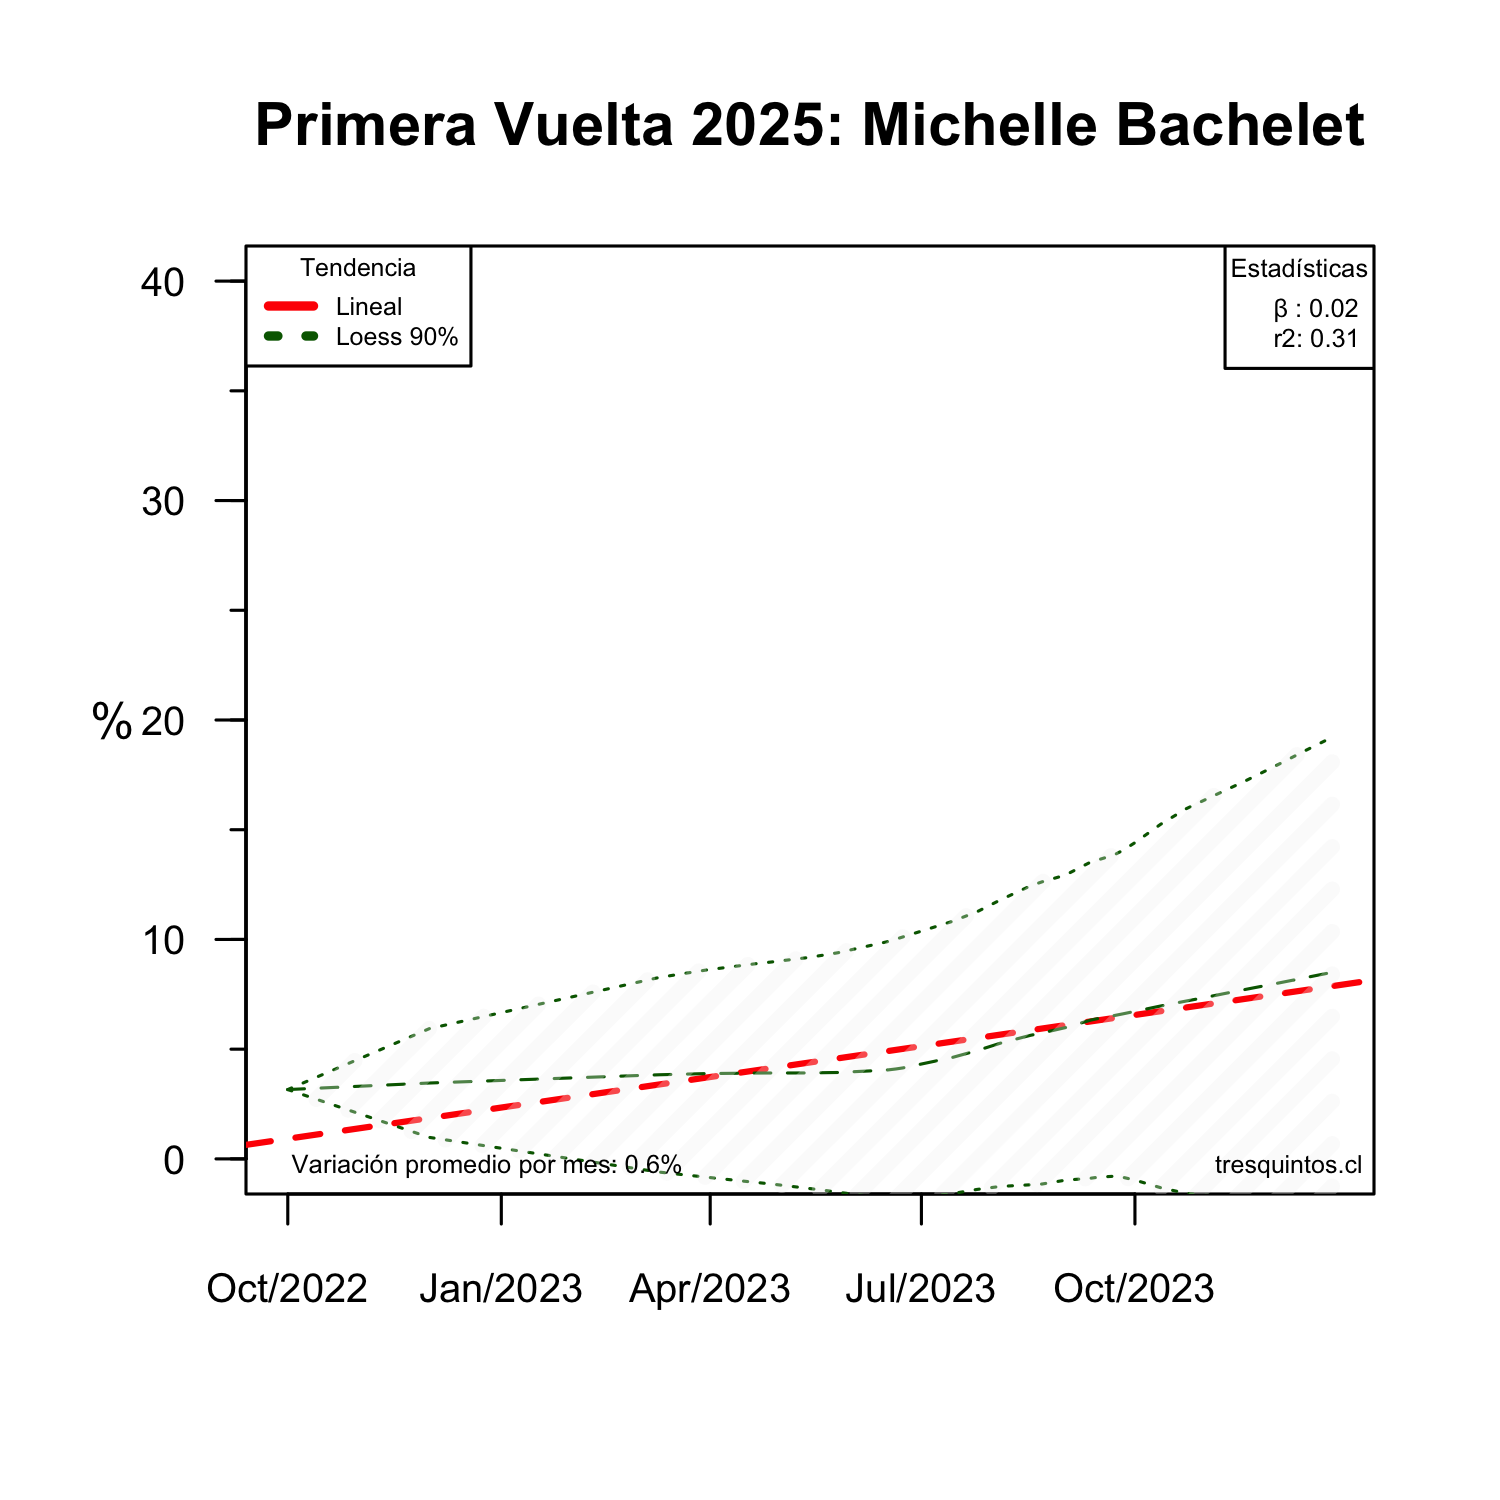 Primera Vuelta 2025: Michelle Bachelet
Tendencia
Lineal
Loess 90%
Estadísticas
β : 0.02
r2: 0.31
40
30
20
10
0
%
Variación promedio por mes: 0.6%
tresquintos.cl
Oct/2022 Jan/2023 Apr/2023 Jul/2023 Oct/2023